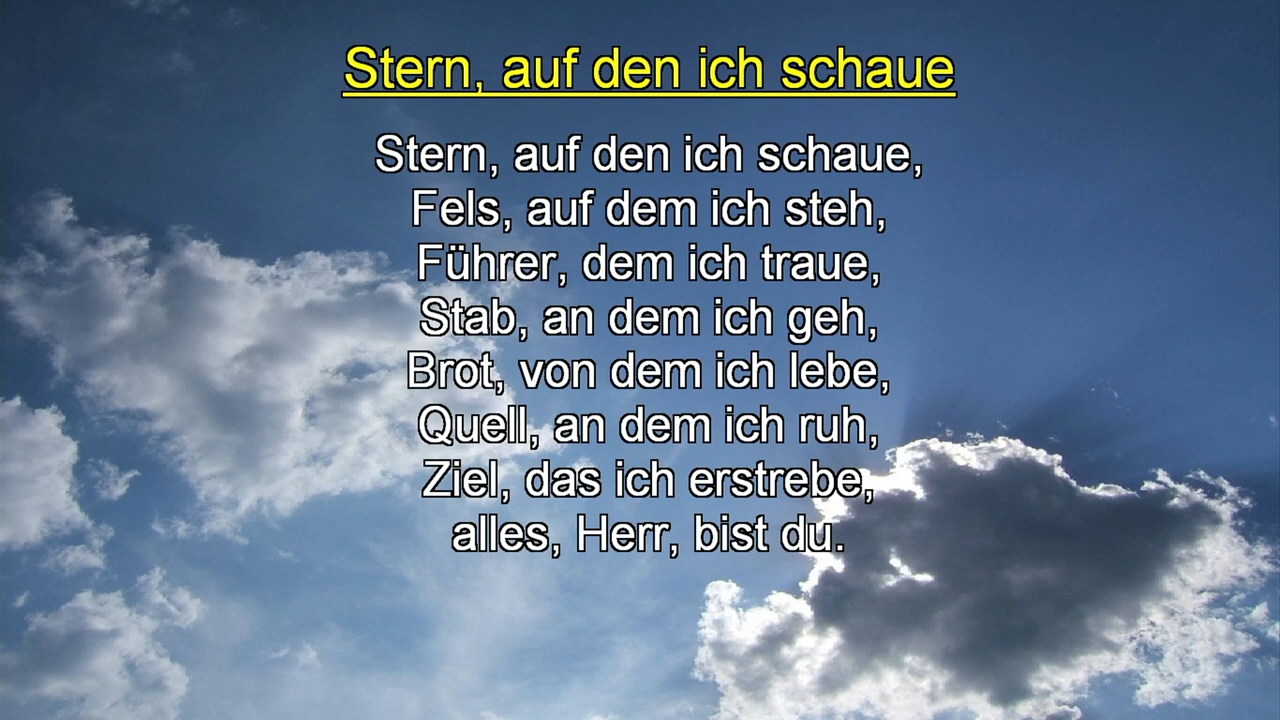 Stern, auf den ich schaue
Stern, auf den ich schaue,
Fels, auf dem ich steh,
Führer, dem ich traue,
Stab, an dem ich geh,
Brot, von dem ich lebe,
Quell, an dem ich ruh,
Ziel, das ich erstrebe,
alles, Herr, bist du.